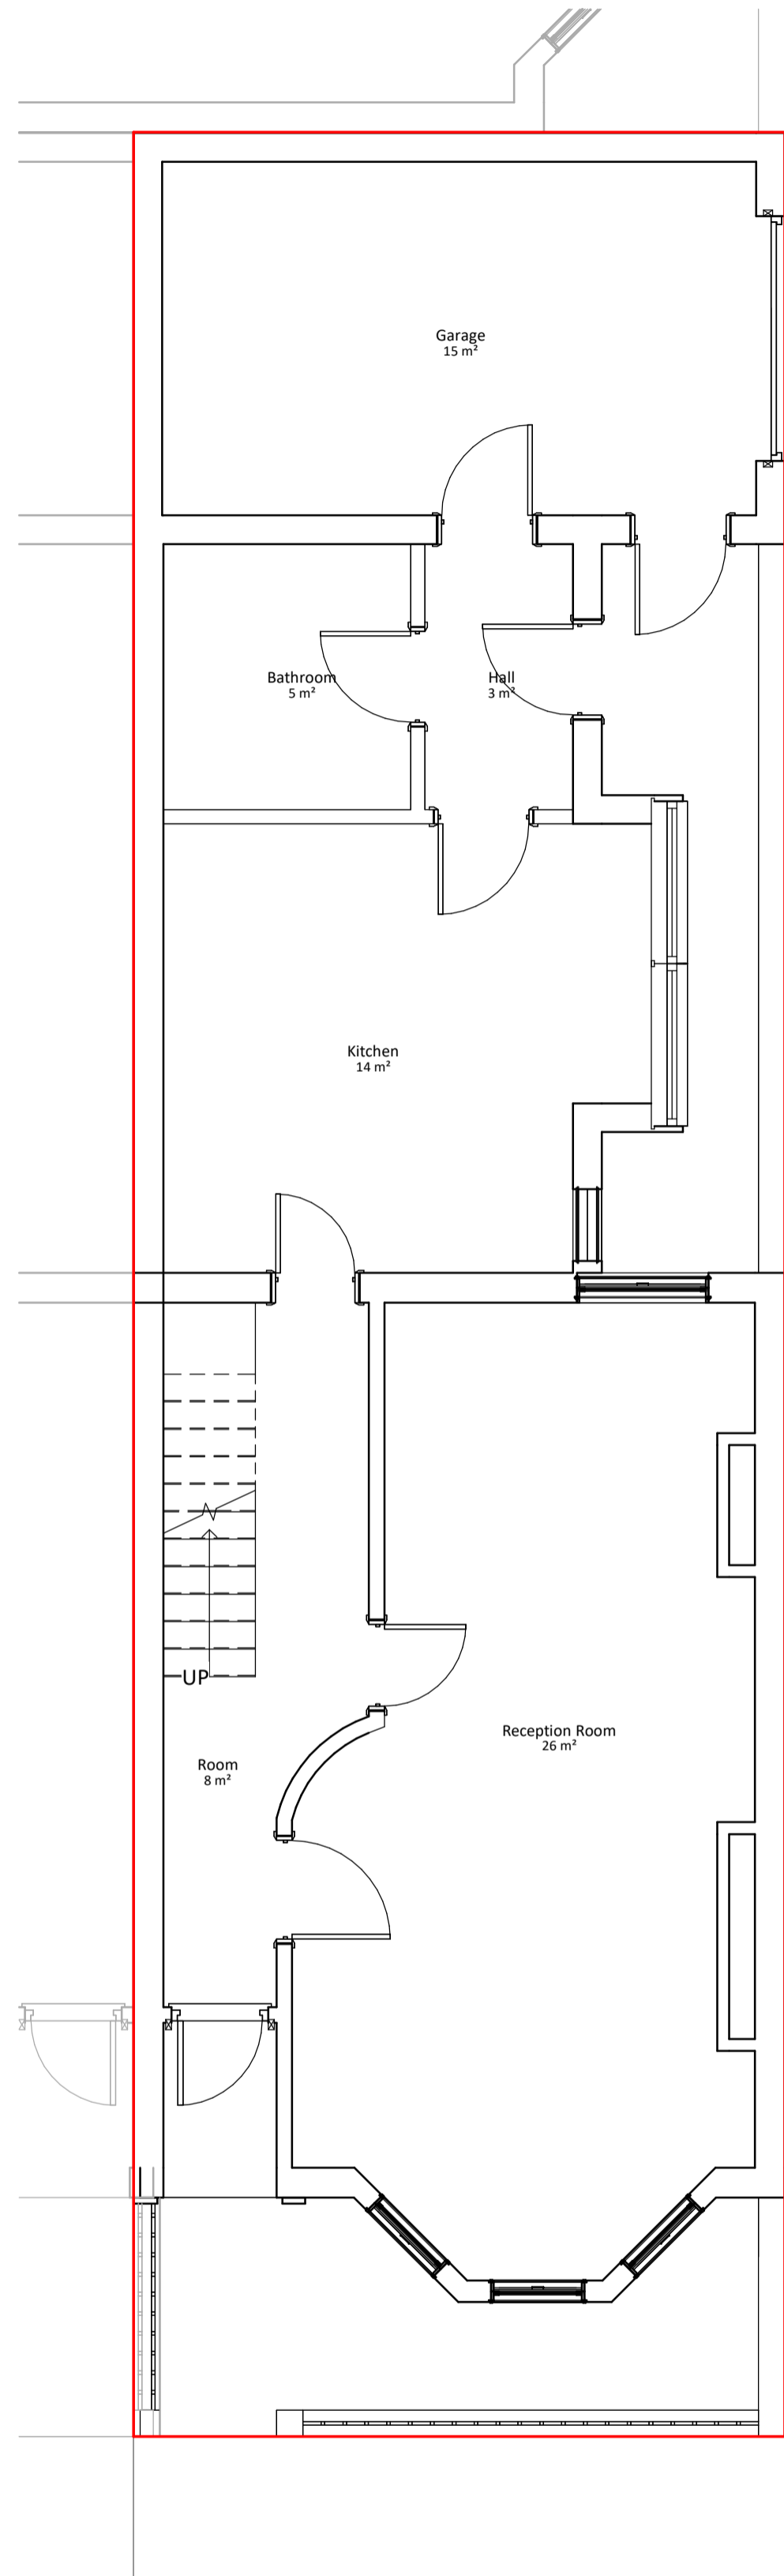 Garage
15 m²
Bathroom
5 m²
Hall
3 m²
Kitchen
14 m²
UP
Reception Room
26 m²
Room
8 m²